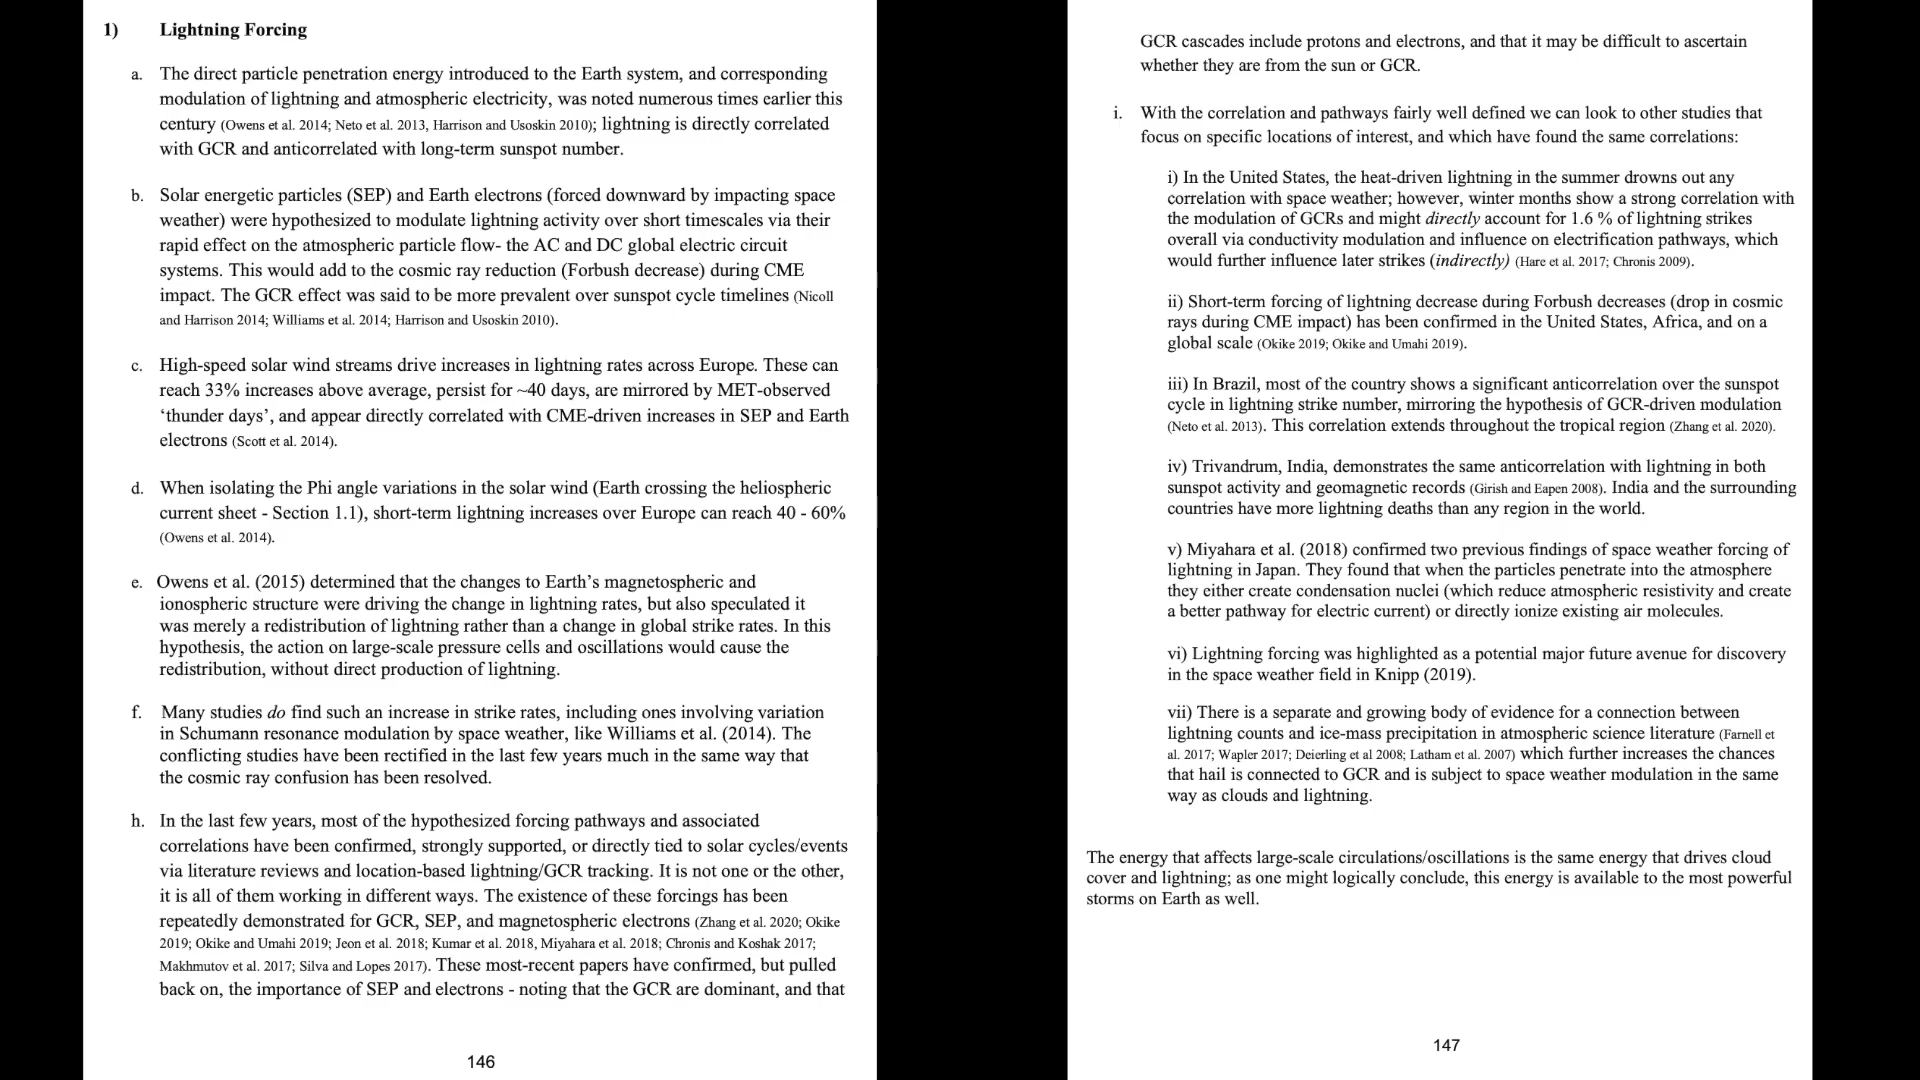 1) Lightning Forcing
a. The direct particle penetration energy introduced to the Earth system, and corresponding
modulation of lightning and atmospheric electricity, was noted numerous times earlier this
century (Owens et al. 2014; Neto et al. 2013, Harrison and Usoskin 2010); lightning is directly correlated
with GCR and anticorrelated with long-term sunspot number.
b. Solar energetic particles (SEP) and Earth electrons (forced downward by impacting space
weather) were hypothesized to modulate lightning activity over short timescales via their
rapid effect on the atmospheric particle flow- the AC and DC global electric circuit
systems. This would add to the cosmic ray reduction (Forbush decrease) during CME
impact. The GCR effect was said to be more prevalent over sunspot cycle timelines (Nicoll
and Harrison 2014; Williams et al. 2014; Harrison and Usoskin 2010).
c. High-speed solar wind streams drive increases in lightning rates across Europe. These can
reach 33% increases above average, persist for ~40 days, are mirrored by MET-observed
‘thunder days’, and appear directly correlated with CME-driven increases in SEP and Earth
electrons (Scott et al. 2014).
d. When isolating the Phi angle variations in the solar wind (Earth crossing the heliospheric
current sheet - Section 1.1), short-term lightning increases over Europe can reach 40 - 60%
(Owens et al. 2014).
e. Owens et al. (2015) determined that the changes to Earth’s magnetospheric and
ionospheric structure were driving the change in lightning rates, but also speculated it
was merely a redistribution of lightning rather than a change in global strike rates. In this
hypothesis, the action on large-scale pressure cells and oscillations would cause the
redistribution, without direct production of lightning.
f. Many studies do find such an increase in strike rates, including ones involving variation
in Schumann resonance modulation by space weather, like Williams et al. (2014). The
conflicting studies have been rectified in the last few years much in the same way that
the cosmic ray confusion has been resolved.
h. In the last few years, most of the hypothesized forcing pathways and associated
correlations have been confirmed, strongly supported, or directly tied to solar cycles/events
via literature reviews and location-based lightning/GCR tracking. It is not one or the other,
it is all of them working in different ways. The existence of these forcings has been
repeatedly demonstrated for GCR, SEP, and magnetospheric electrons (Zhang et al. 2020; Okike
2019; Okike and Umahi 2019; Jeon et al. 2018; Kumar et al. 2018, Miyahara et al. 2018; Chronis and Koshak 2017;
Makhmutov et al. 2017; Silva and Lopes 2017). These most-recent papers have confirmed, but pulled
back on, the importance of SEP and electrons - noting that the GCR are dominant, and that
146
GCR cascades include protons and electrons, and that it may be difficult to ascertain
whether they are from the sun or GCR.
i. With the correlation and pathways fairly well defined we can look to other studies that
focus on specific locations of interest, and which have found the same correlations:
i) In the United States, the heat-driven lightning in the summer drowns out any
correlation with space weather; however, winter months show a strong correlation with
the modulation of GCRs and might directly account for 1.6 % of lightning strikes
overall via conductivity modulation and influence on electrification pathways, which
would further influence later strikes (indirectly) (Hare et al. 2017; Chronis 2009).
ii) Short-term forcing of lightning decrease during Forbush decreases (drop in cosmic
rays during CME impact) has been confirmed in the United States, Africa, and on a
global scale (Okike 2019; Okike and Umahi 2019).
iii) In Brazil, most of the country shows a significant anticorrelation over the sunspot
cycle in lightning strike number, mirroring the hypothesis of GCR-driven modulation
(Neto et al. 2013). This correlation extends throughout the tropical region (Zhang et al. 2020).
iv) Trivandrum, India, demonstrates the same anticorrelation with lightning in both
sunspot activity and geomagnetic records (Girish and Eapen 2008). India and the surrounding
countries have more lightning deaths than any region in the world.
v) Miyahara et al. (2018) confirmed two previous findings of space weather forcing of
lightning in Japan. They found that when the particles penetrate into the atmosphere
they either create condensation nuclei (which reduce atmospheric resistivity and create
a better pathway for electric current) or directly ionize existing air molecules.
vi) Lightning forcing was highlighted as a potential major future avenue for discovery
in the space weather field in Knipp (2019).
vii) There is a separate and growing body of evidence for a connection between
lightning counts and ice-mass precipitation in atmospheric science literature (Farnell et
al. 2017; Wapler 2017; Deierling et al 2008; Latham et al. 2007) which further increases the chances
that hail is connected to GCR and is subject to space weather modulation in the same
way as clouds and lightning.
The energy that affects large-scale circulations/oscillations is the same energy that drives cloud
cover and lightning; as one might logically conclude, this energy is available to the most powerful
storms on Earth as well.
147